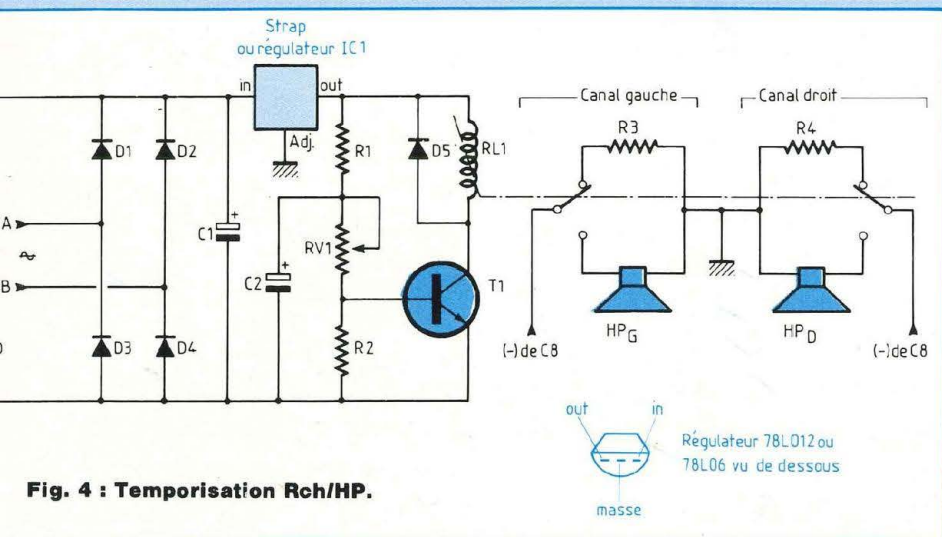 Strap
ou régulateur IC1
in
out
Adj.
D1
D2
C1
+
R1
D5
RL1
A
B
~
RV1
C2
+
T1
D3
D4
R2
Canal gauche
Canal droit
R3
R4
HPG
HPD
(-)de C8
(-)de C8
out
in
masse
Régulateur 78L012 ou
78L06 vu de dessous
Fig. 4 : Temporisation Rch/HP.